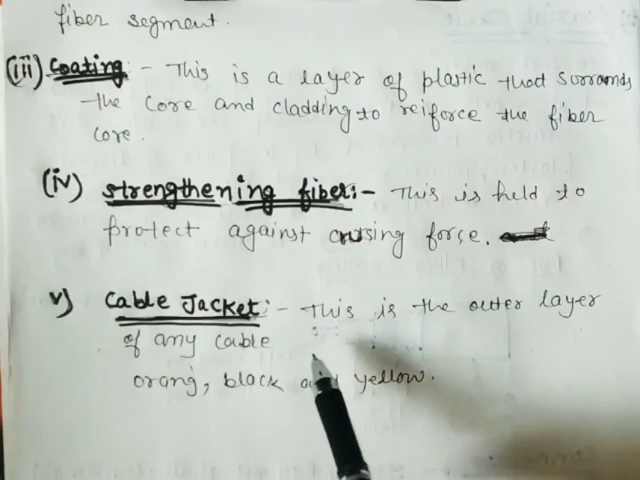 fiber segment.
(iii) Coating :- This is a layer of plastic that surrounds
the core and cladding to reiforce the fiber
core.
(iv) strengthening fiber:- This is held to
protect against crusing force.
v) Cable Jacket:- This is the outer layer
of any cable
orang, black yellow.